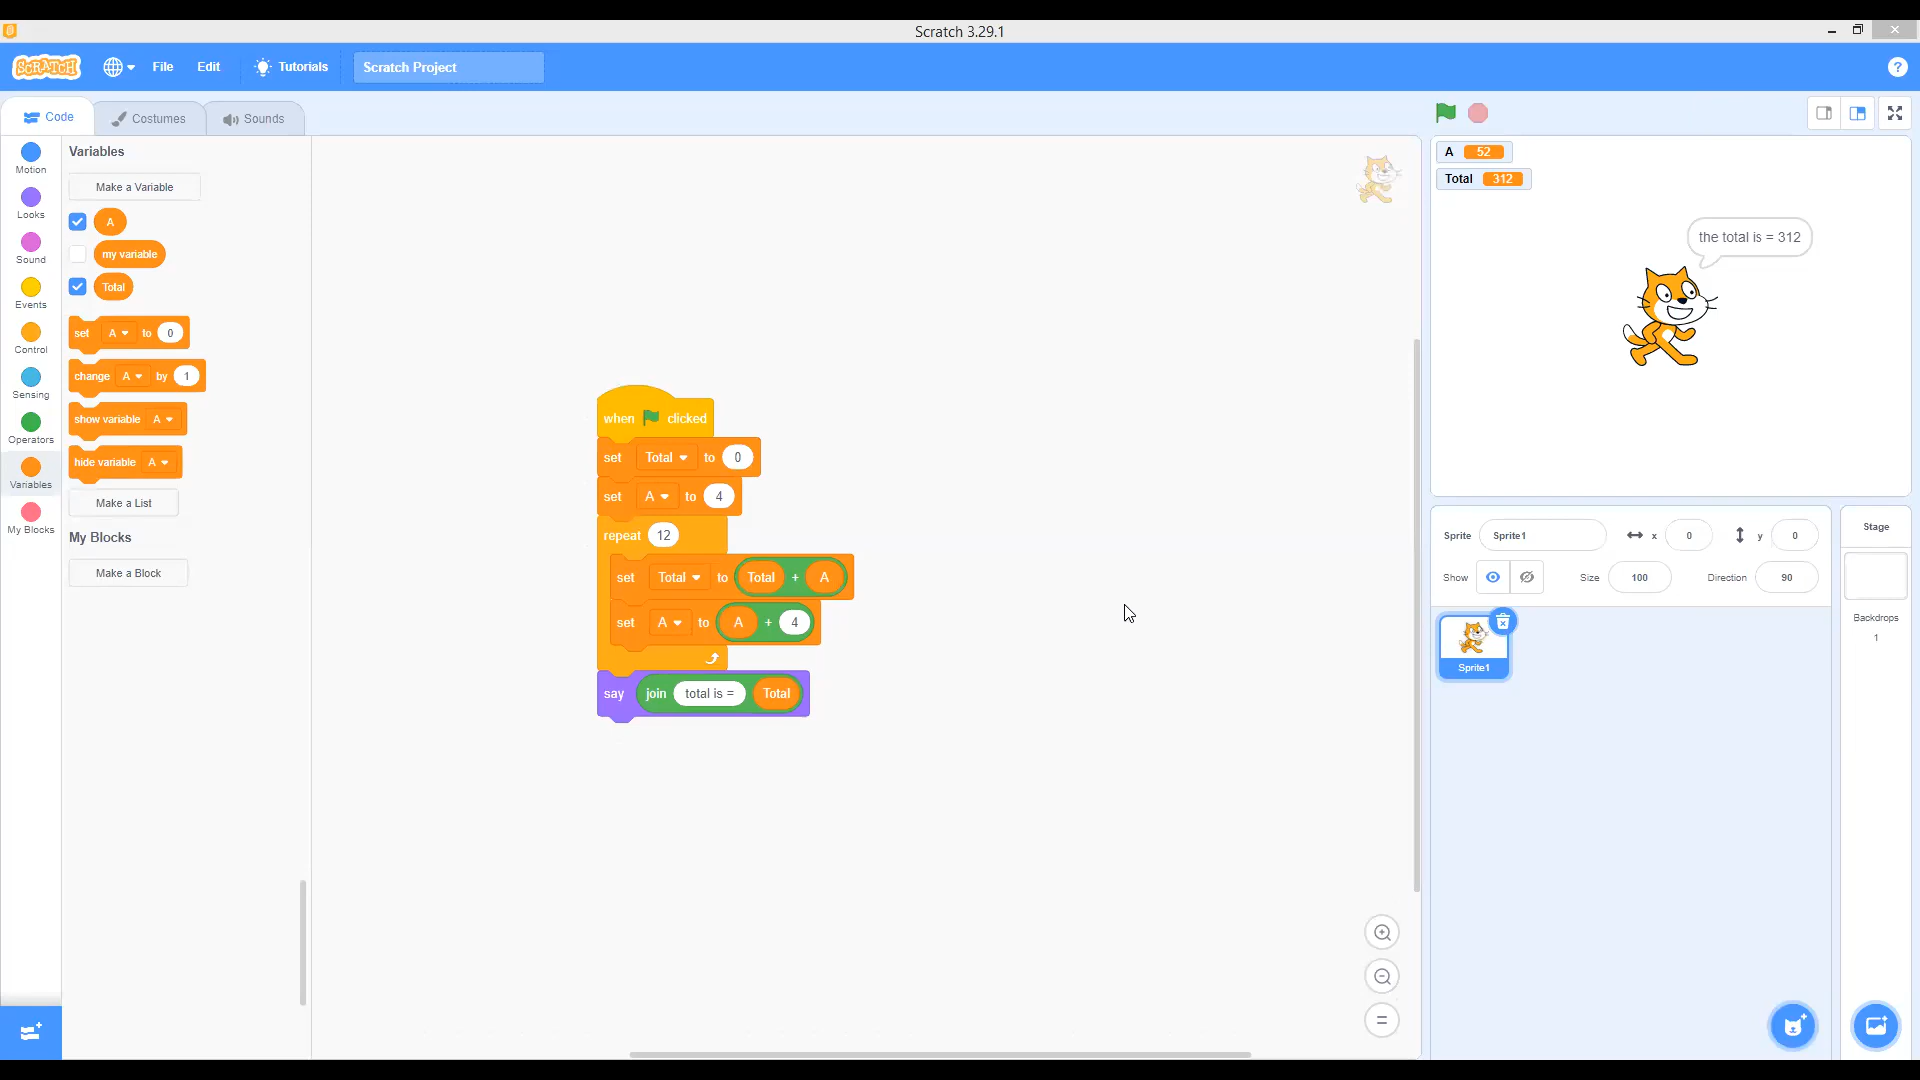 Scratch 3.29.1
SCRATCH
File
Edit
Tutorials
Scratch Project
?
Code
Costumes
Sounds
Motion
Looks
Sound
Events
Control
Sensing
Operators
Variables
My Blocks
Variables
Make a Variable
A
my variable
Total
set A to 0
change A by 1
show variable A
hide variable A
Make a List
My Blocks
Make a Block
when clicked
set Total to 0
set A to 4
repeat 12
set Total to Total + A
set A to A + 4
say join total is = Total
A 52
Total 312
the total is = 312
Sprite Sprite1 x 0 y 0
Show Size 100 Direction 90
Sprite1
Stage
Backdrops
1